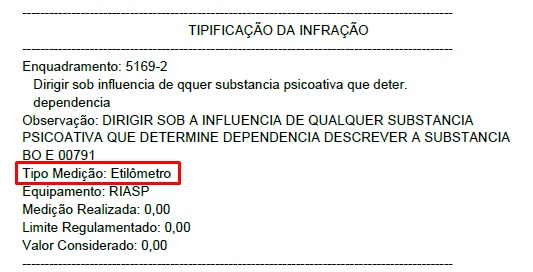 TIPIFICAÇÃO DA INFRAÇÃO
Enquadramento: 5169-2
Dirigir sob influencia de qquer substancia psicoativa que deter.
dependencia
Observação: DIRIGIR SOB A INFLUENCIA DE QUALQUER SUBSTANCIA
PSICOATIVA QUE DETERMINE DEPENDENCIA DESCREVER A SUBSTANCIA
BO E 00791
Tipo Medição: Etilômetro
Equipamento: RIASP
Medição Realizada: 0,00
Limite Regulamentado: 0,00
Valor Considerado: 0,00